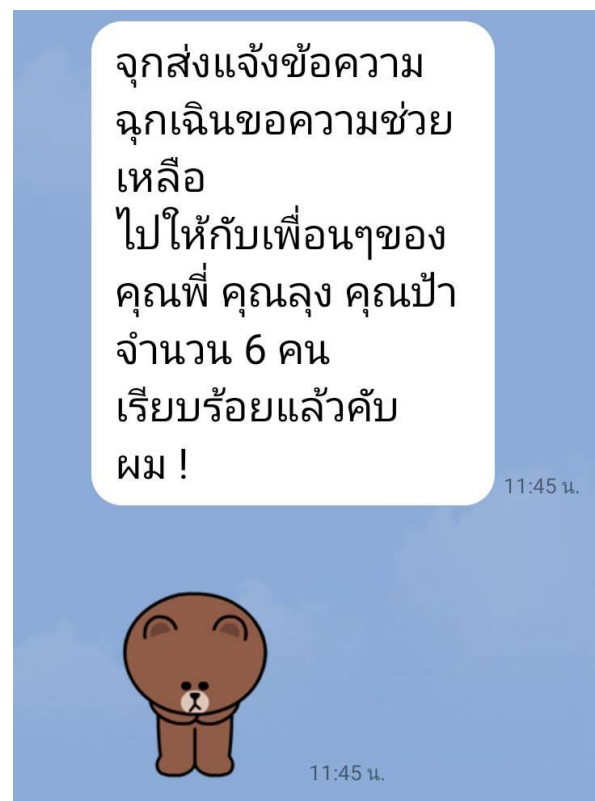 จุกส่งแจ้งข้อความ
ฉุกเฉินขอความช่วย
เหลือ
ไปให้กับเพื่อนๆของ
คุณพี่ คุณลุง คุณป้า
จำนวน 6 คน
เรียบร้อยแล้วคับ
ผม !
11:45 น.
11:45 น.